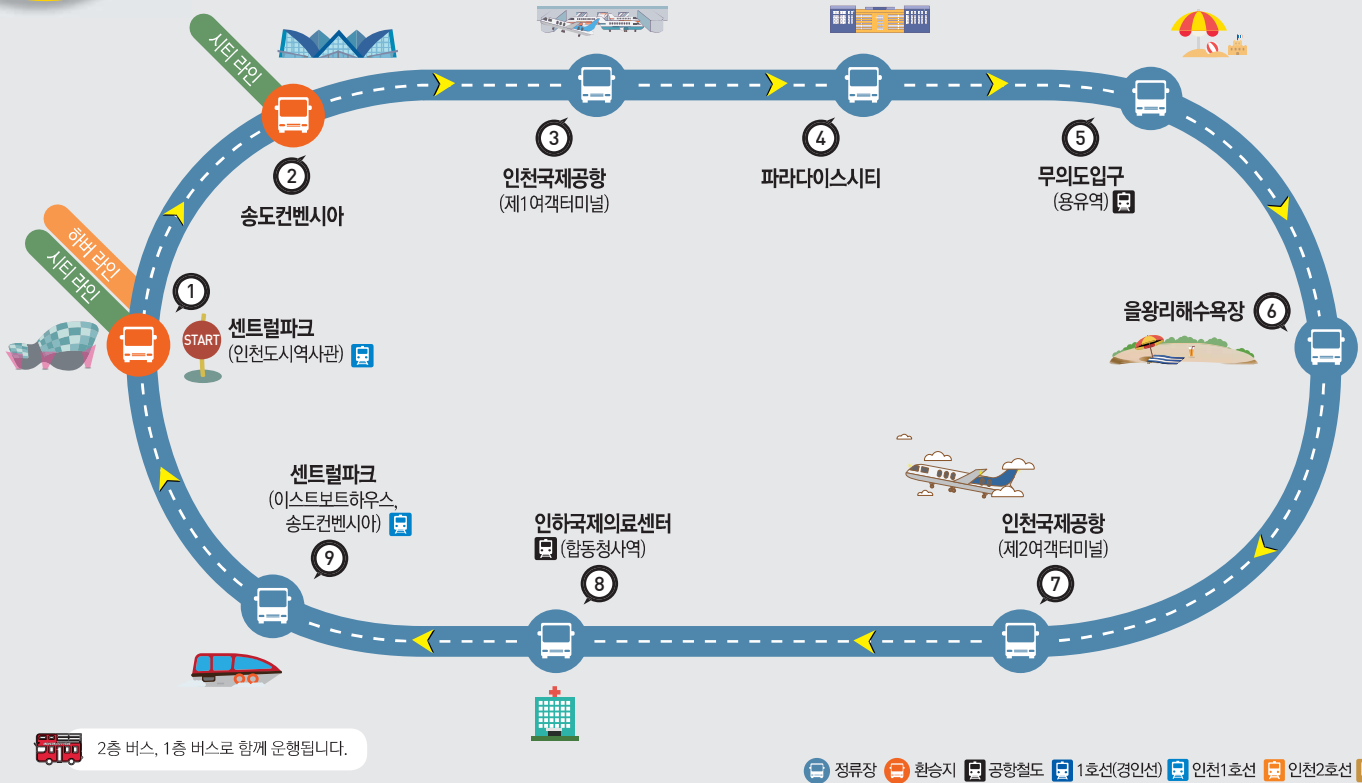 시티 라인
2
송도컨벤시아
3
인천국제공항
(제1여객터미널)
4
파라다이스시티
5
무의도입구
(용유역)
하버 라인
시티 라인
1
START
센트럴파크
(인천도시역사관)
을왕리해수욕장
6
센트럴파크
(이스트보트하우스,
송도컨벤시아)
9
인하국제의료센터
(합동청사역)
8
인천국제공항
(제2여객터미널)
7
2층 버스, 1층 버스로 함께 운행됩니다.
정류장 환승지 공항철도 1호선(경인선) 인천1호선 인천2호선